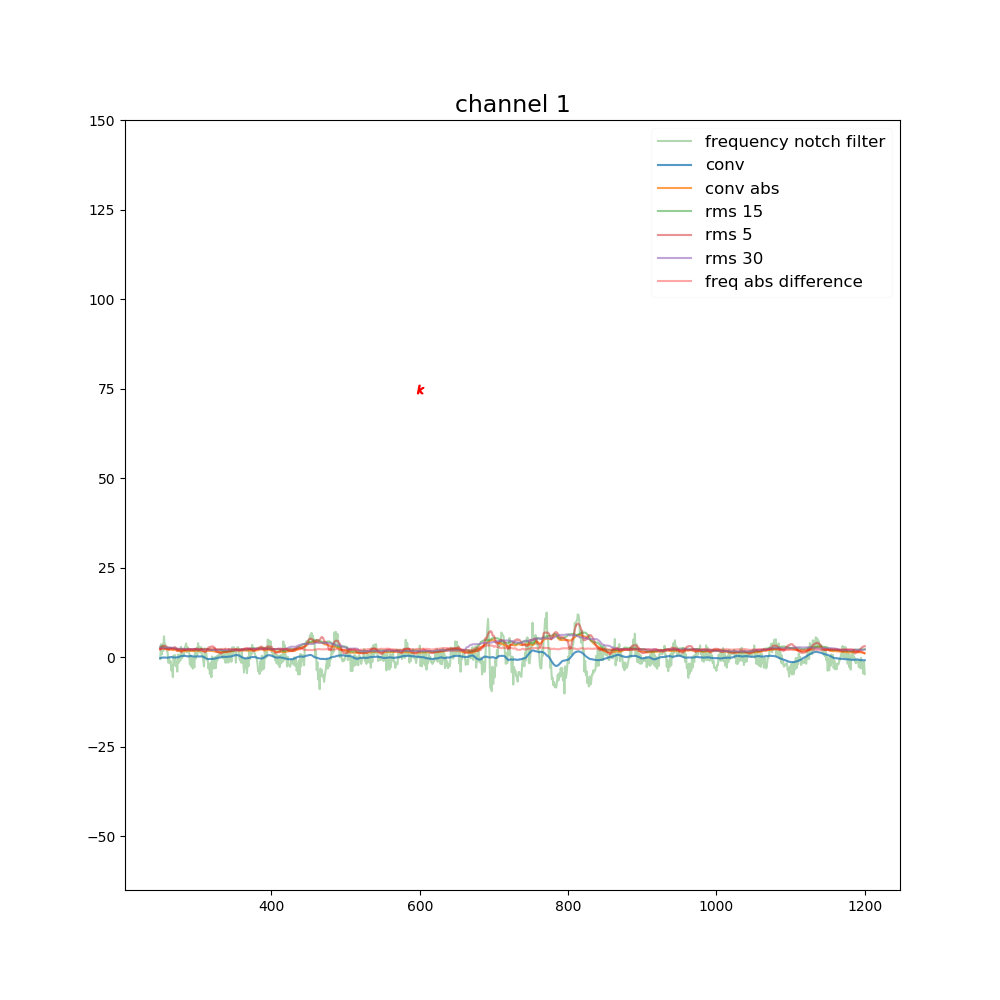 channel 1
150
frequency notch filter
conv
conv abs
125
rms 15
rms 5
rms 30
freq abs difference
100
75
k
50
25
0
−25
−50
400 600 800 1000 1200